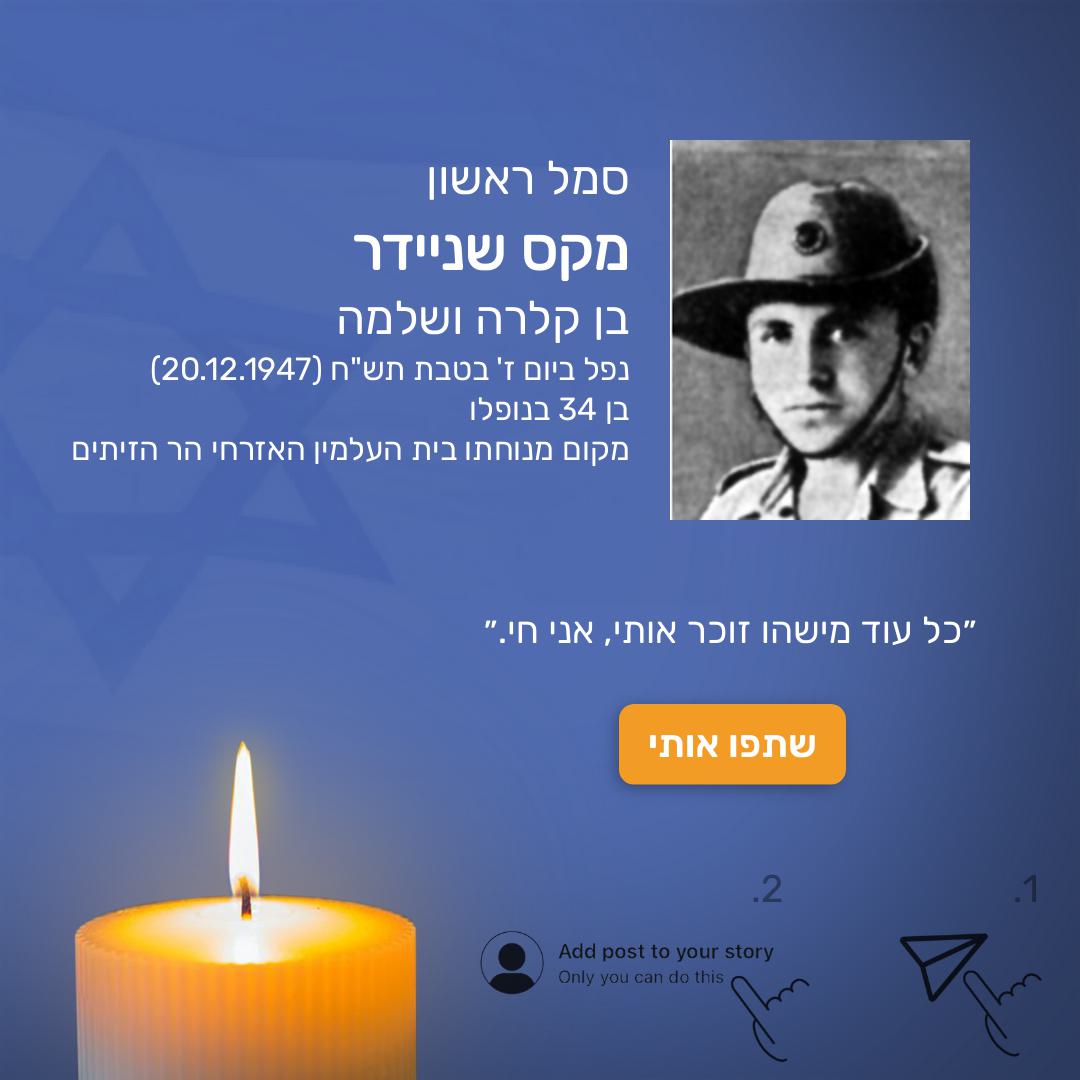 סמל ראשון
מקס שניידר
בן קלרה ושלמה
נפל ביום ז' בטבת תש"ח (20.12.1947)
בן 34 בנופלו
מקום מנוחתו בית העלמין האזרחי הר הזיתים
״כל עוד מישהו זוכר אותי, אני חי.״
שתפו אותי
1.
2.
Add post to your story
Only you can do this